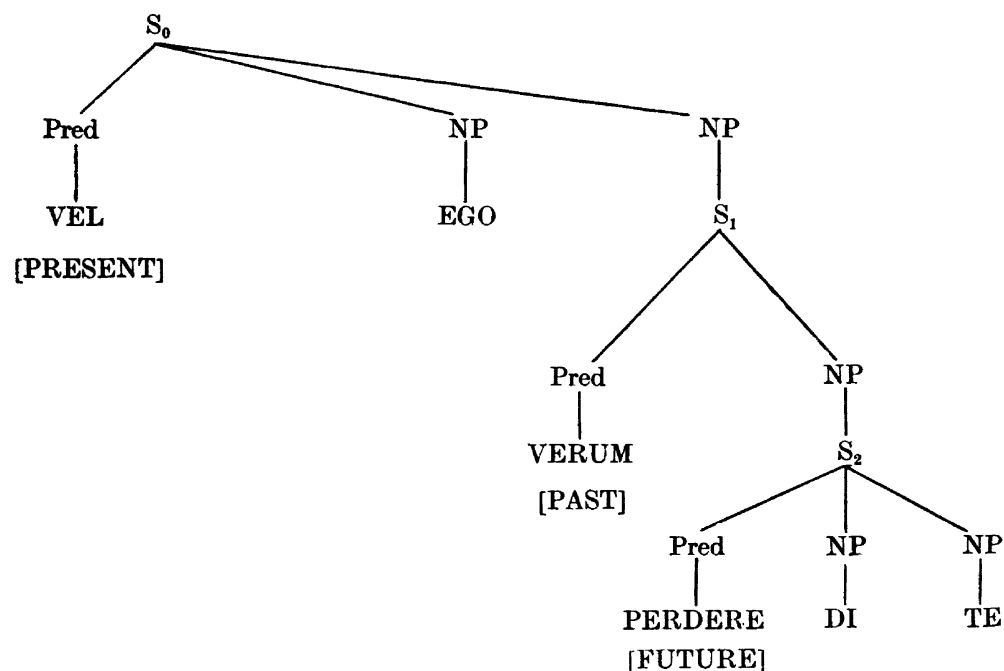 S₀
Pred NP NP
VEL EGO S₁
[PRESENT]
Pred NP
VERUM S₂
[PAST]
Pred NP NP
PERDERE DI TE
[FUTURE]